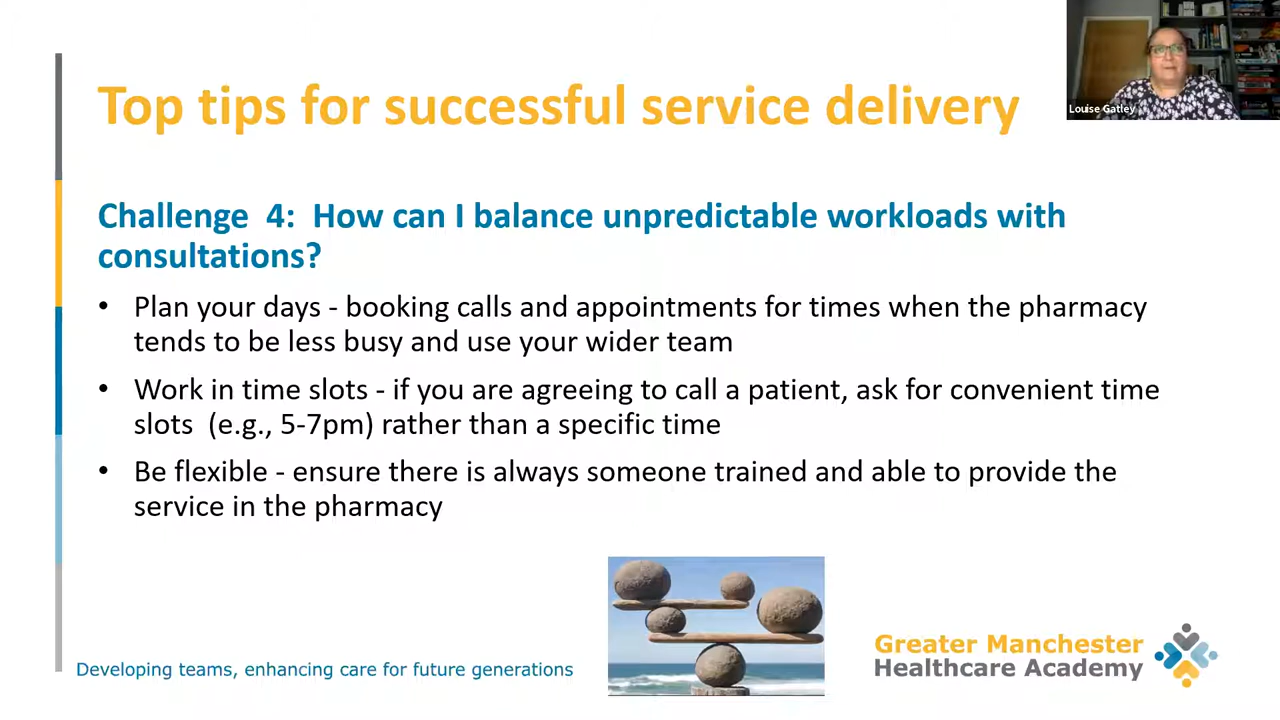 Louise Gatley
Top tips for successful service delivery
Challenge  4:  How can I balance unpredictable workloads with
consultations?
• Plan your days - booking calls and appointments for times when the pharmacy
tends to be less busy and use your wider team
• Work in time slots - if you are agreeing to call a patient, ask for convenient time
slots  (e.g., 5-7pm) rather than a specific time
• Be flexible - ensure there is always someone trained and able to provide the
service in the pharmacy
Developing teams, enhancing care for future generations
Greater Manchester
Healthcare Academy